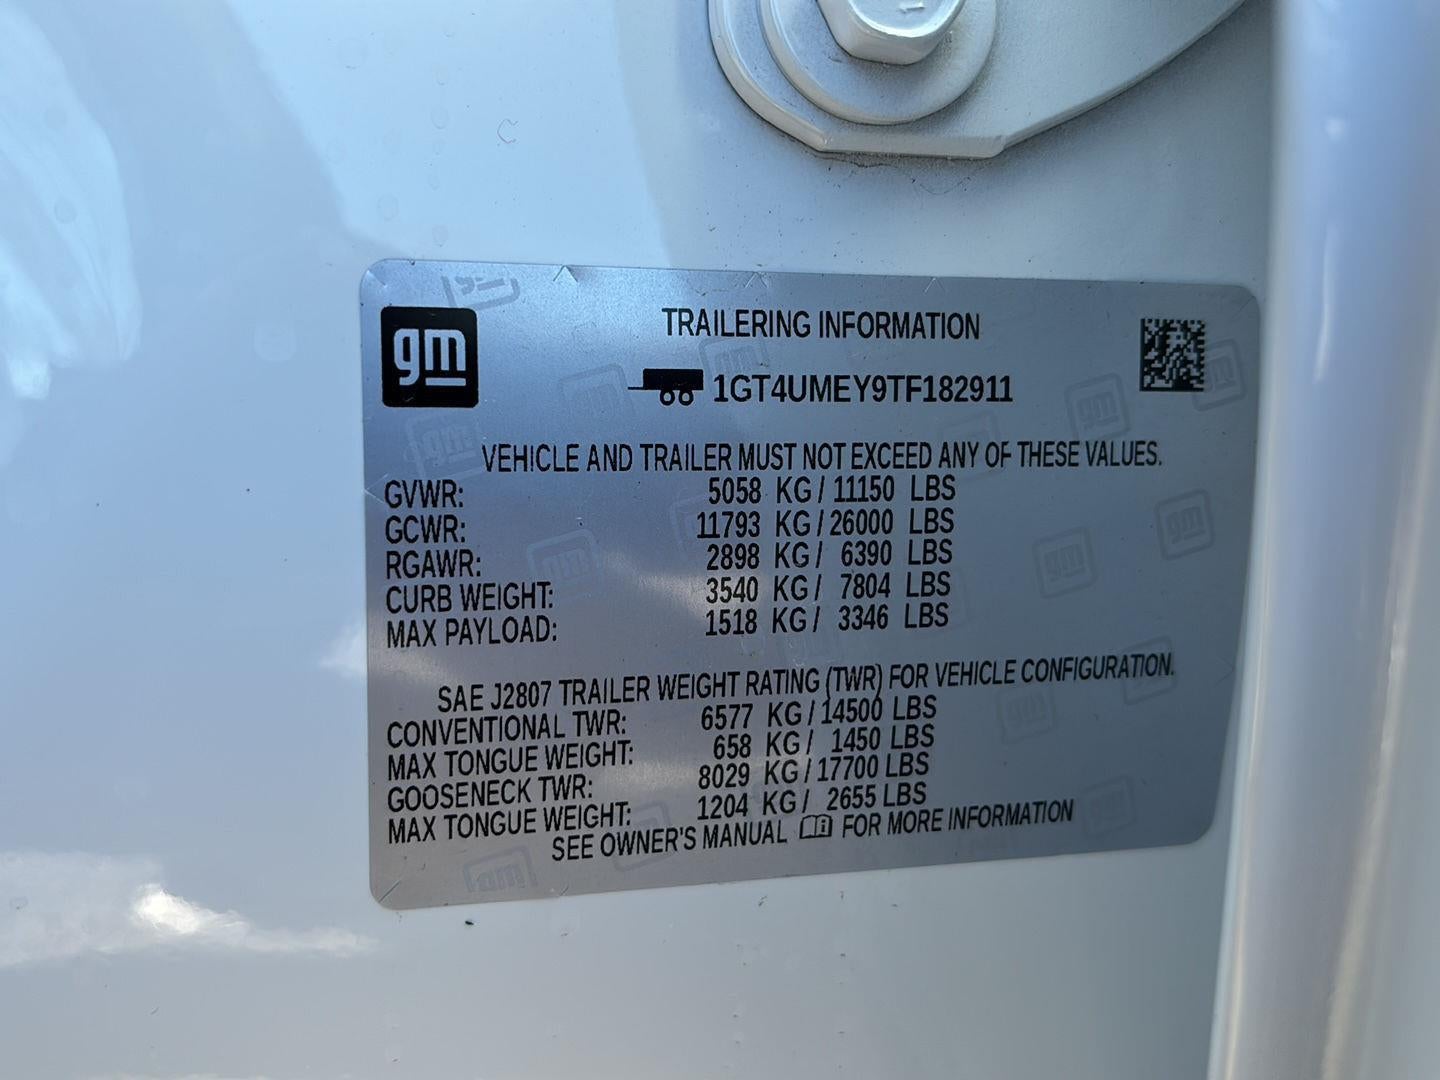 gm
TRAILERING INFORMATION
1GT4UMEY9TF182911
VEHICLE AND TRAILER MUST NOT EXCEED ANY OF THESE VALUES.
GVWR: 5058 KG / 11150 LBS
GCWR: 11793 KG / 26000 LBS
RGAWR: 2898 KG / 6390 LBS
CURB WEIGHT: 3540 KG / 7804 LBS
MAX PAYLOAD: 1518 KG / 3346 LBS
SAE J2807 TRAILER WEIGHT RATING (TWR) FOR VEHICLE CONFIGURATION.
CONVENTIONAL TWR: 6577 KG / 14500 LBS
MAX TONGUE WEIGHT: 658 KG / 1450 LBS
GOOSENECK TWR: 8029 KG / 17700 LBS
MAX TONGUE WEIGHT: 1204 KG / 2655 LBS
SEE OWNER'S MANUAL FOR MORE INFORMATION